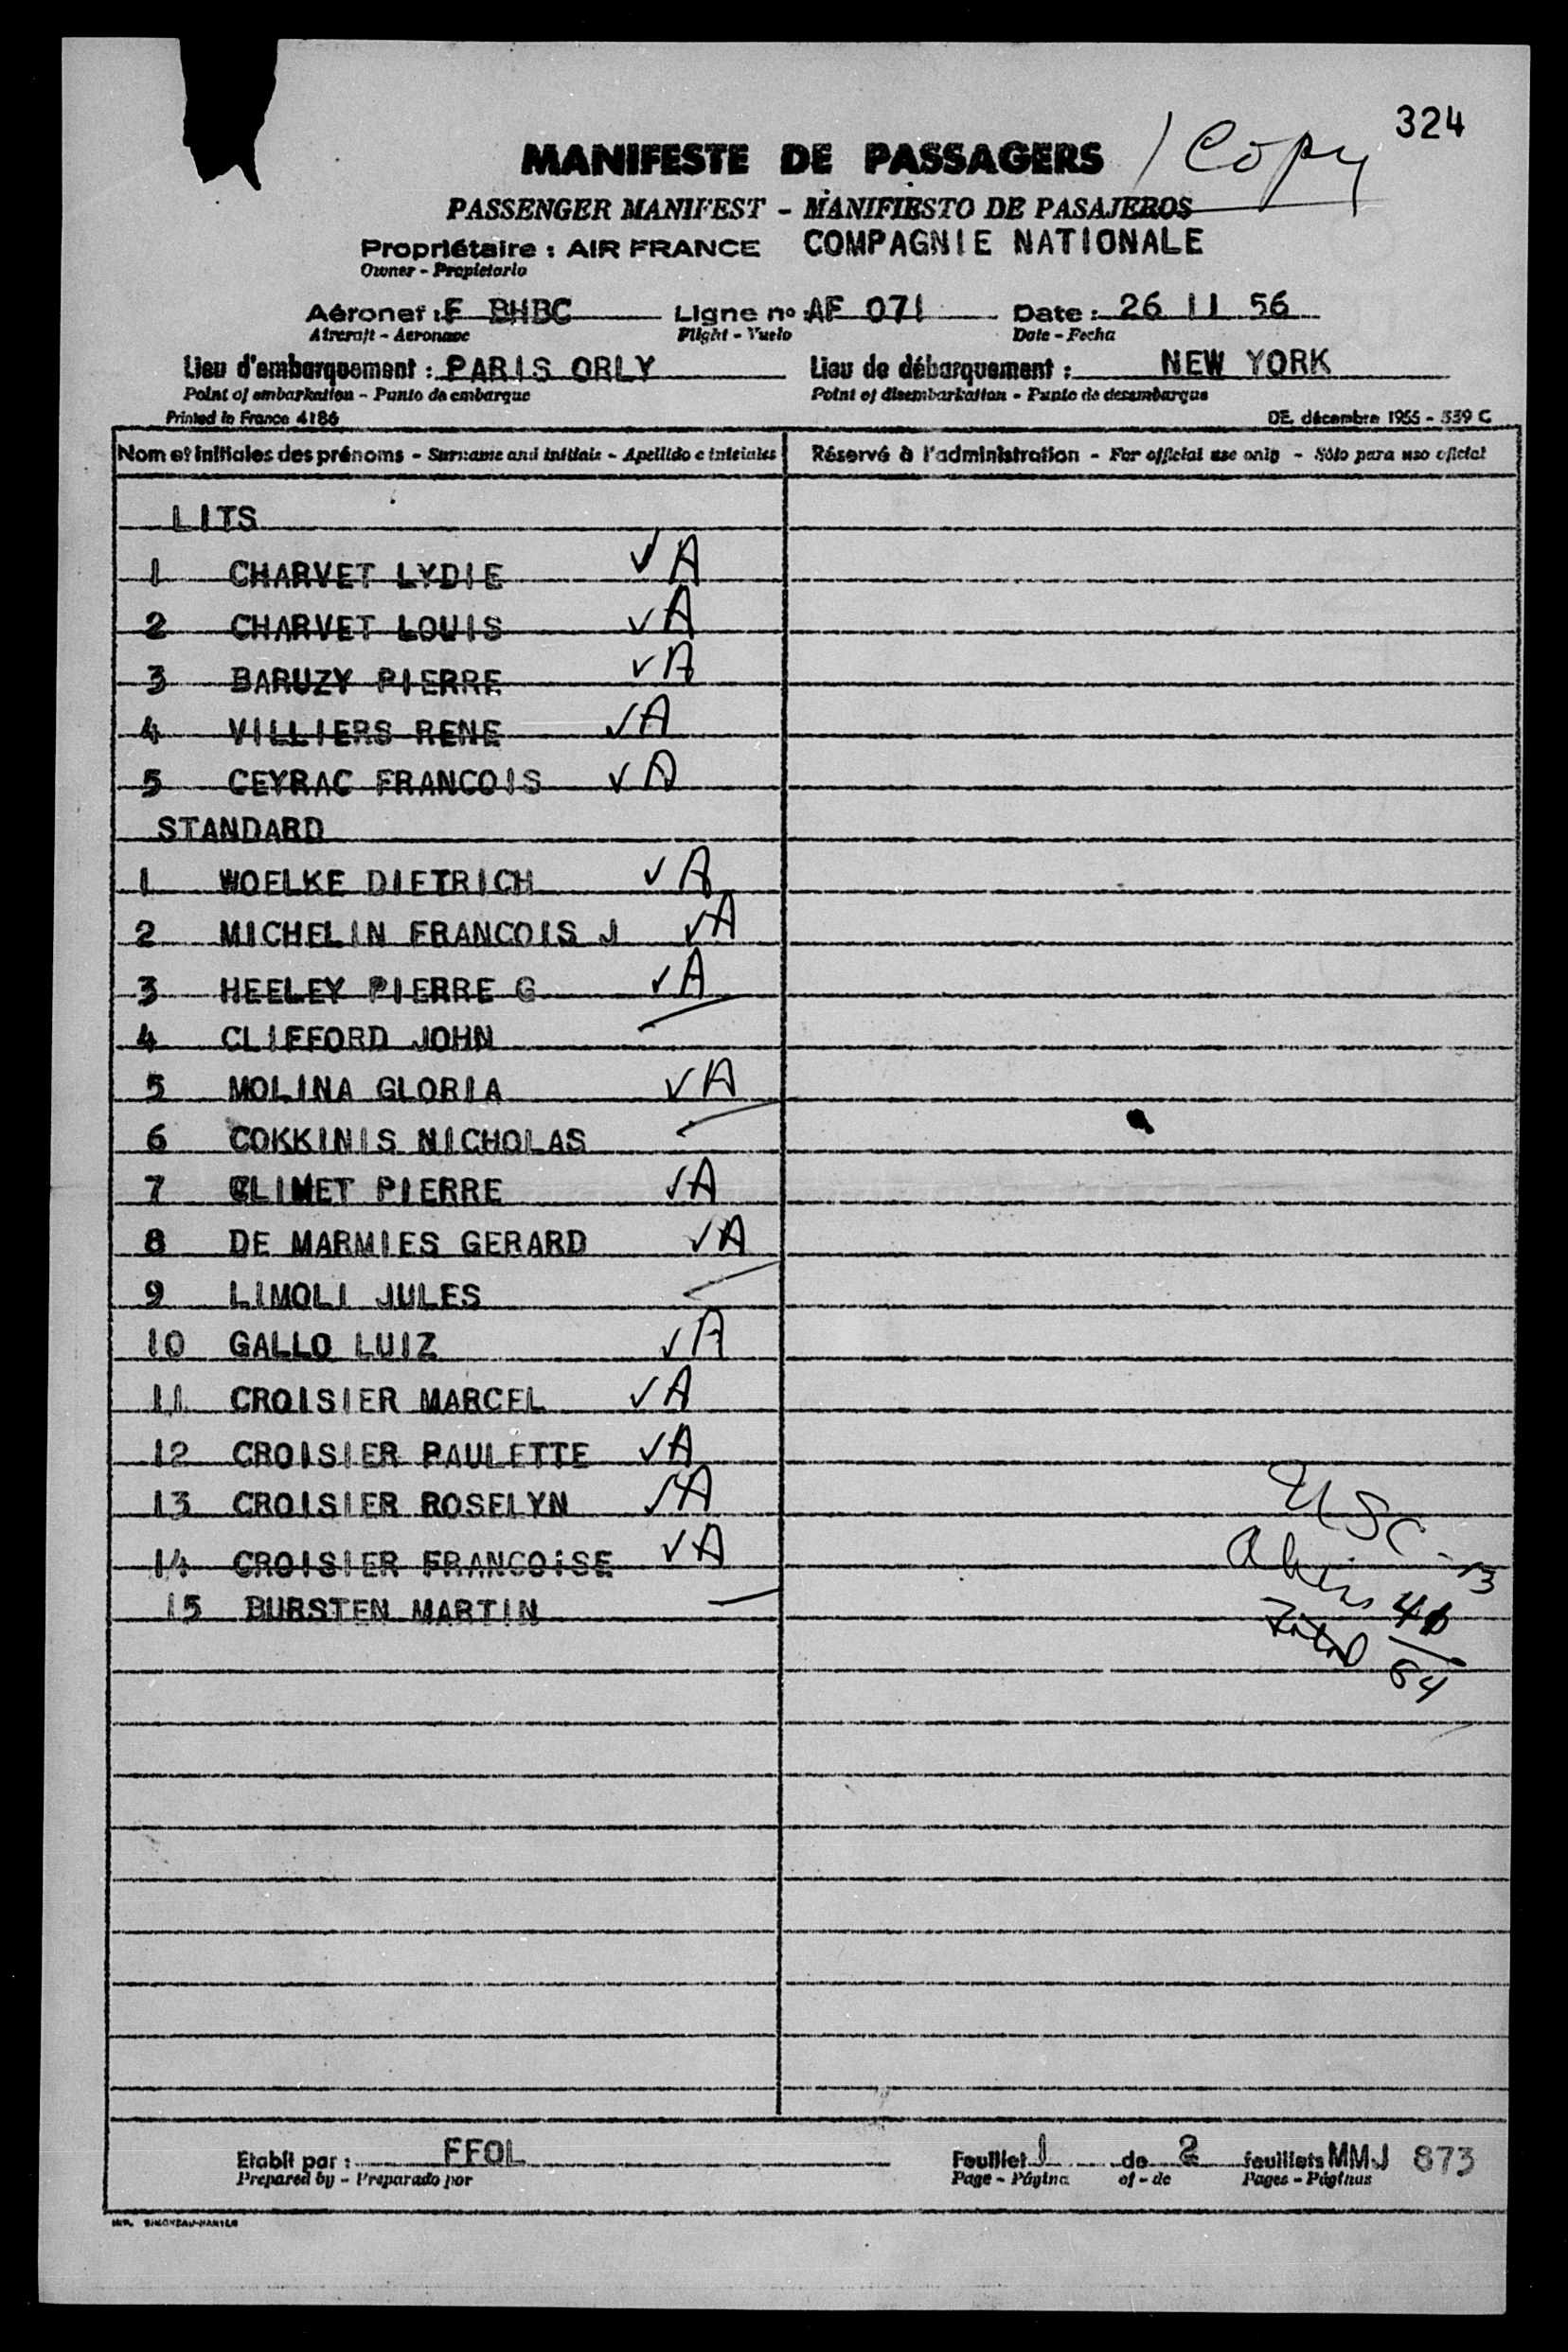 324
MANIFESTE DE PASSAGERS / Copy
PASSENGER MANIFEST - MANIFIESTO DE PASAJEROS
Propriétaire : AIR FRANCE COMPAGNIE NATIONALE
Owner - Propietario
Aéronef : F BHBC Ligne nº : AF 071 Date : 26 11 56
Aircraft - Aeronave Flight - Vuelo Date - Fecha
Lieu d'embarquement : PARIS ORLY Lieu de débarquement : NEW YORK
Point of embarkation - Punto de embarque Point of disembarkation - Punto de desembarque
Printed in France 4186 DE. décembre 1955 - 539 C
Nom et initiales des prénoms - Surname and initials - Apellido e iniciales Réservé à l'administration - For official use only - Sólo para uso oficial
LITS
1 CHARVET LYDIE √ A
2 CHARVET LOUIS √ A
3 BARUZY PIERRE √ A
4 VILLIERS RENE √ A
5 CEYRAC FRANCOIS √ A
STANDARD
1 WOELKE DIETRICH √ A
2 MICHELIN FRANCOIS J √ A
3 HEELEY PIERRE G √ A
4 CLIFFORD JOHN
5 MOLINA GLORIA √ A
6 COKKINIS NICHOLAS
7 CLIMET PIERRE √ A
8 DE MARMIES GERARD √ A
9 LIMOLI JULES
10 GALLO LUIZ √ A
11 CROISIER MARCEL √ A
12 CROISIER PAULETTE √ A
13 CROISIER ROSELYN √ A
14 CROISIER FRANCOISE √ A
15 BURSTEN MARTIN
USC - 13
Aliens 41
Total 54
Etabli par : FFOL Feuillet 1 de 2 feuillets MMJ 873
Prepared by - Preparado por Page - Página of - de Pages - Páginas